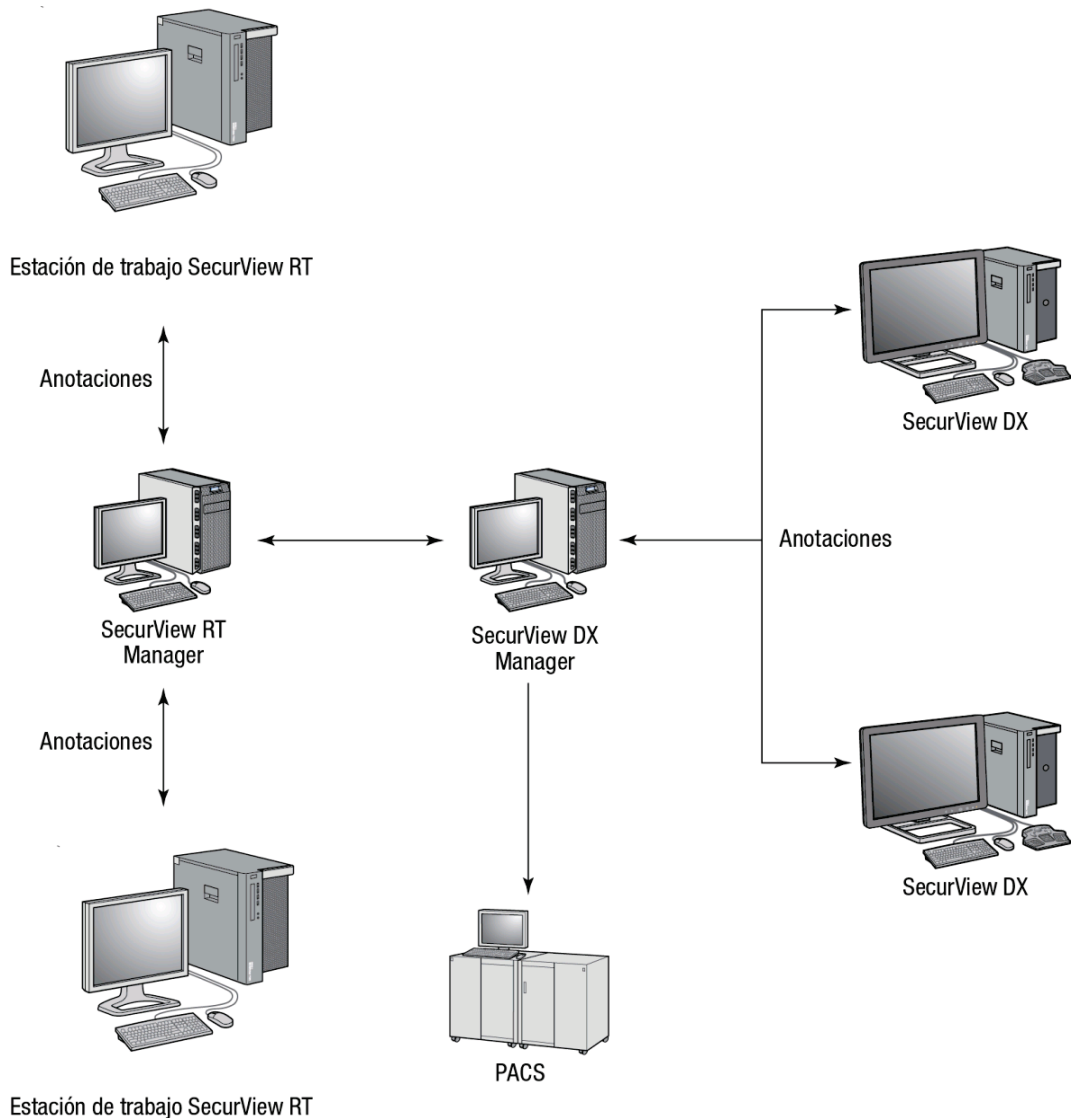 Estación de trabajo SecurView RT
Anotaciones
SecurView DX
SecurView RT
Manager
SecurView DX
Manager
Anotaciones
Anotaciones
SecurView DX
PACS
Estación de trabajo SecurView RT